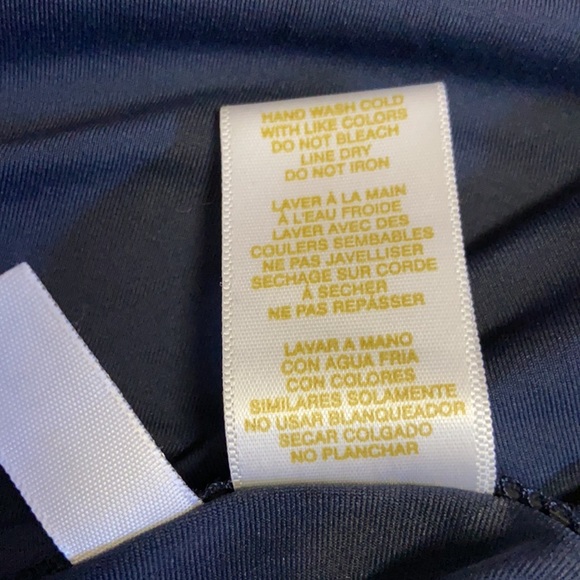 HAND WASH COLD
WITH LIKE COLORS
DO NOT BLEACH
LINE DRY
DO NOT IRON
LAVER À LA MAIN
À L'EAU FROIDE
LAVER AVEC DES
COULERS SEMBABLES
NE PAS JAVELLISER
SECHAGE SUR CORDE
À SECHER
NE PAS REPÀSSER
LAVAR A MANO
CON AGUA FRÍA
CON COLORES
SIMILARES SOLAMENTE
NO USAR BLANQUEADOR
SECAR COLGADO
NO PLANCHAR